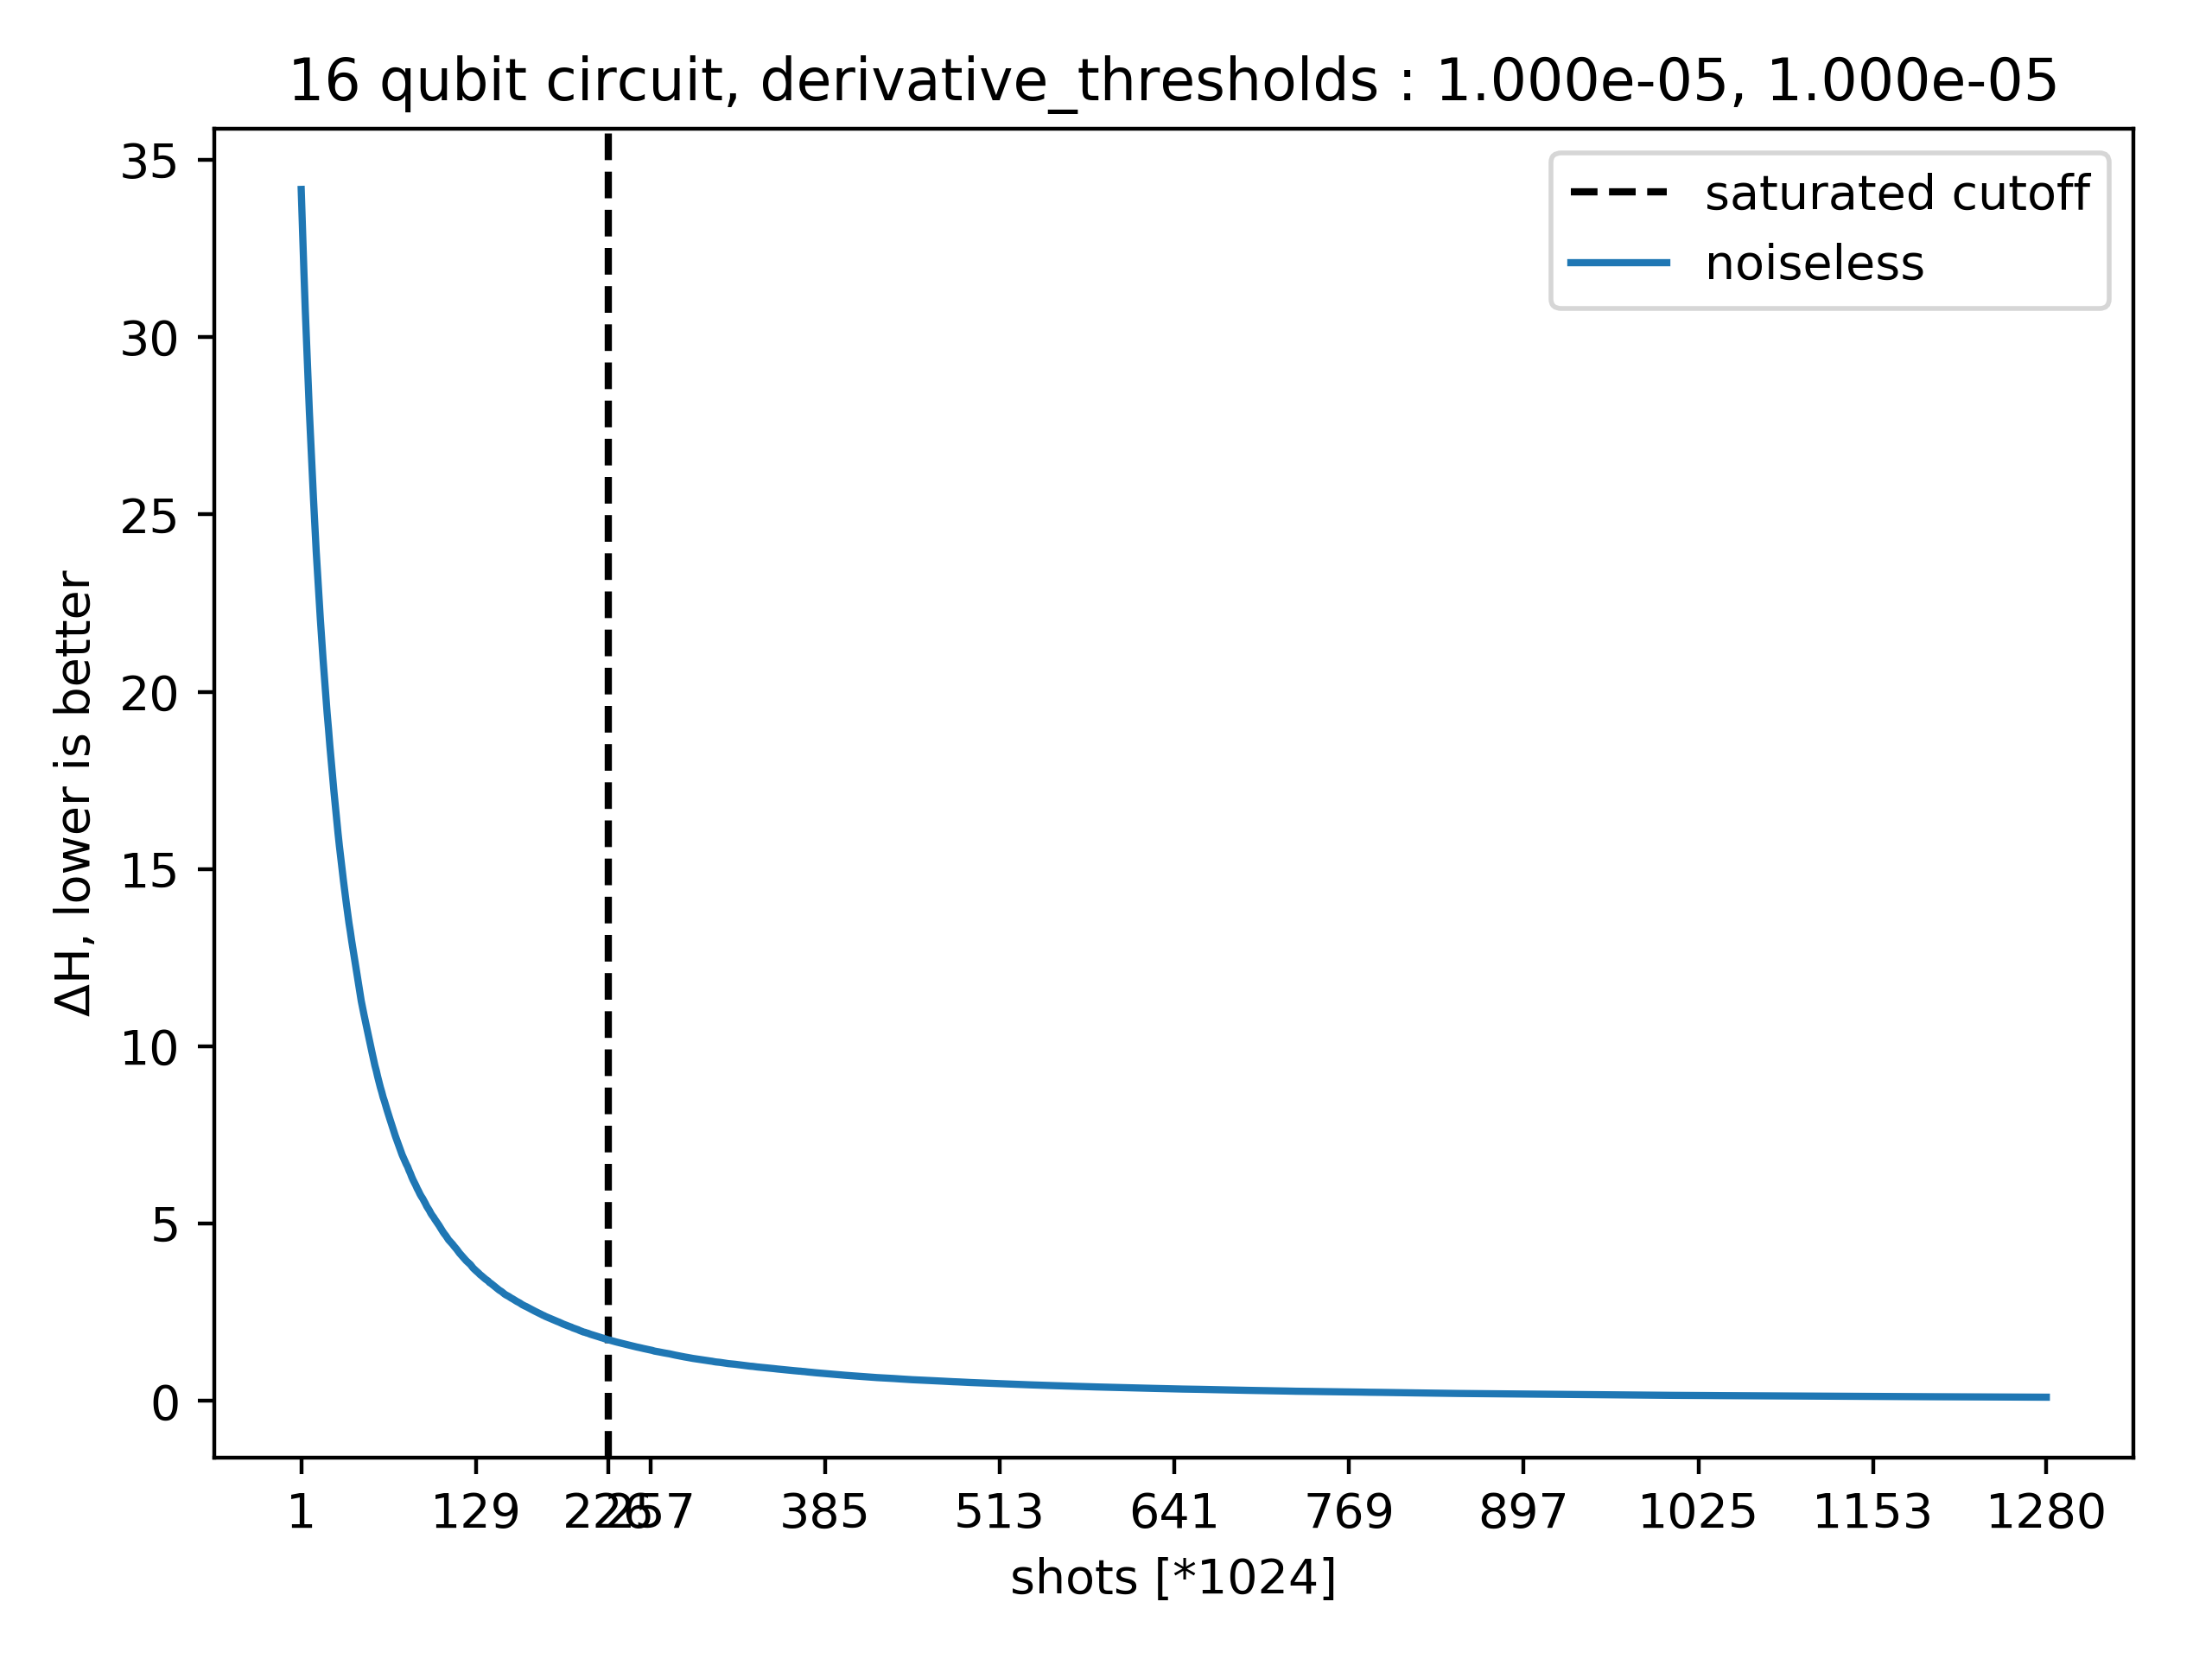 16 qubit circuit, derivative_thresholds : 1.000e-05, 1.000e-05
35
30
25
20
15
10
5
0
ΔH, lower is better
saturated cutoff
noiseless
1 129 226 257 385 513 641 769 897 1025 1153 1280
shots [*1024]